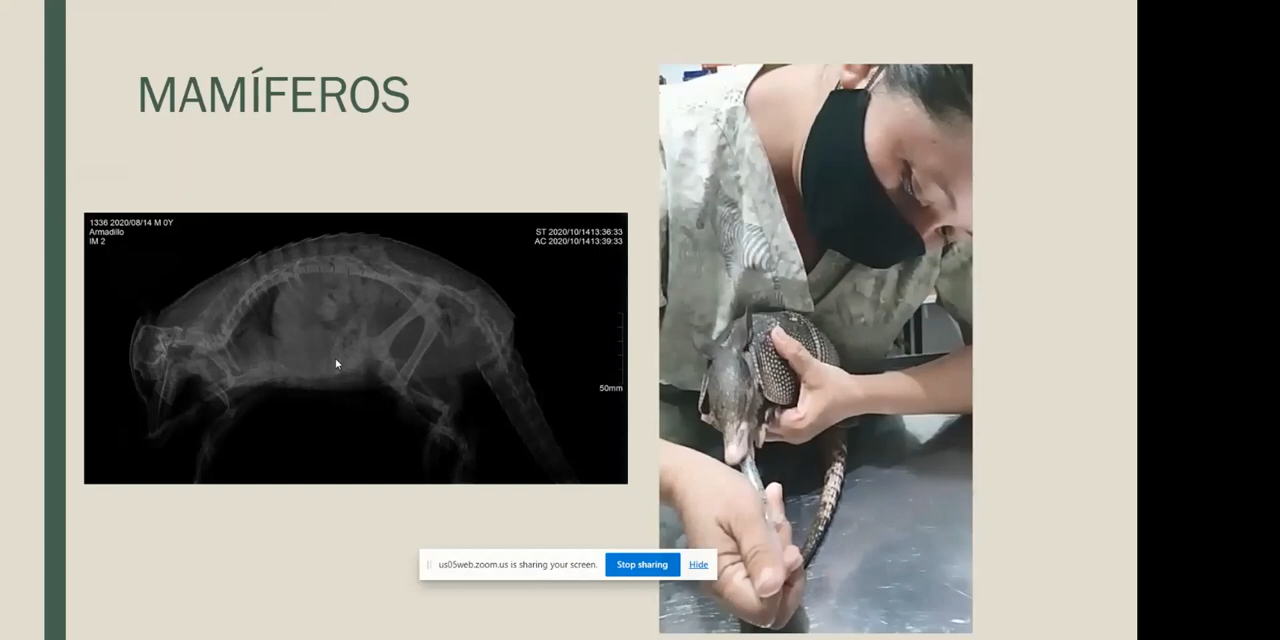 MAMÍFEROS
1336 2020/08/14 M 0Y
Armadillo
IM 2
ST 2020/10/1413:36:33
AC 2020/10/1413:39:33
50mm
us05web.zoom.us is sharing your screen.
Stop sharing
Hide